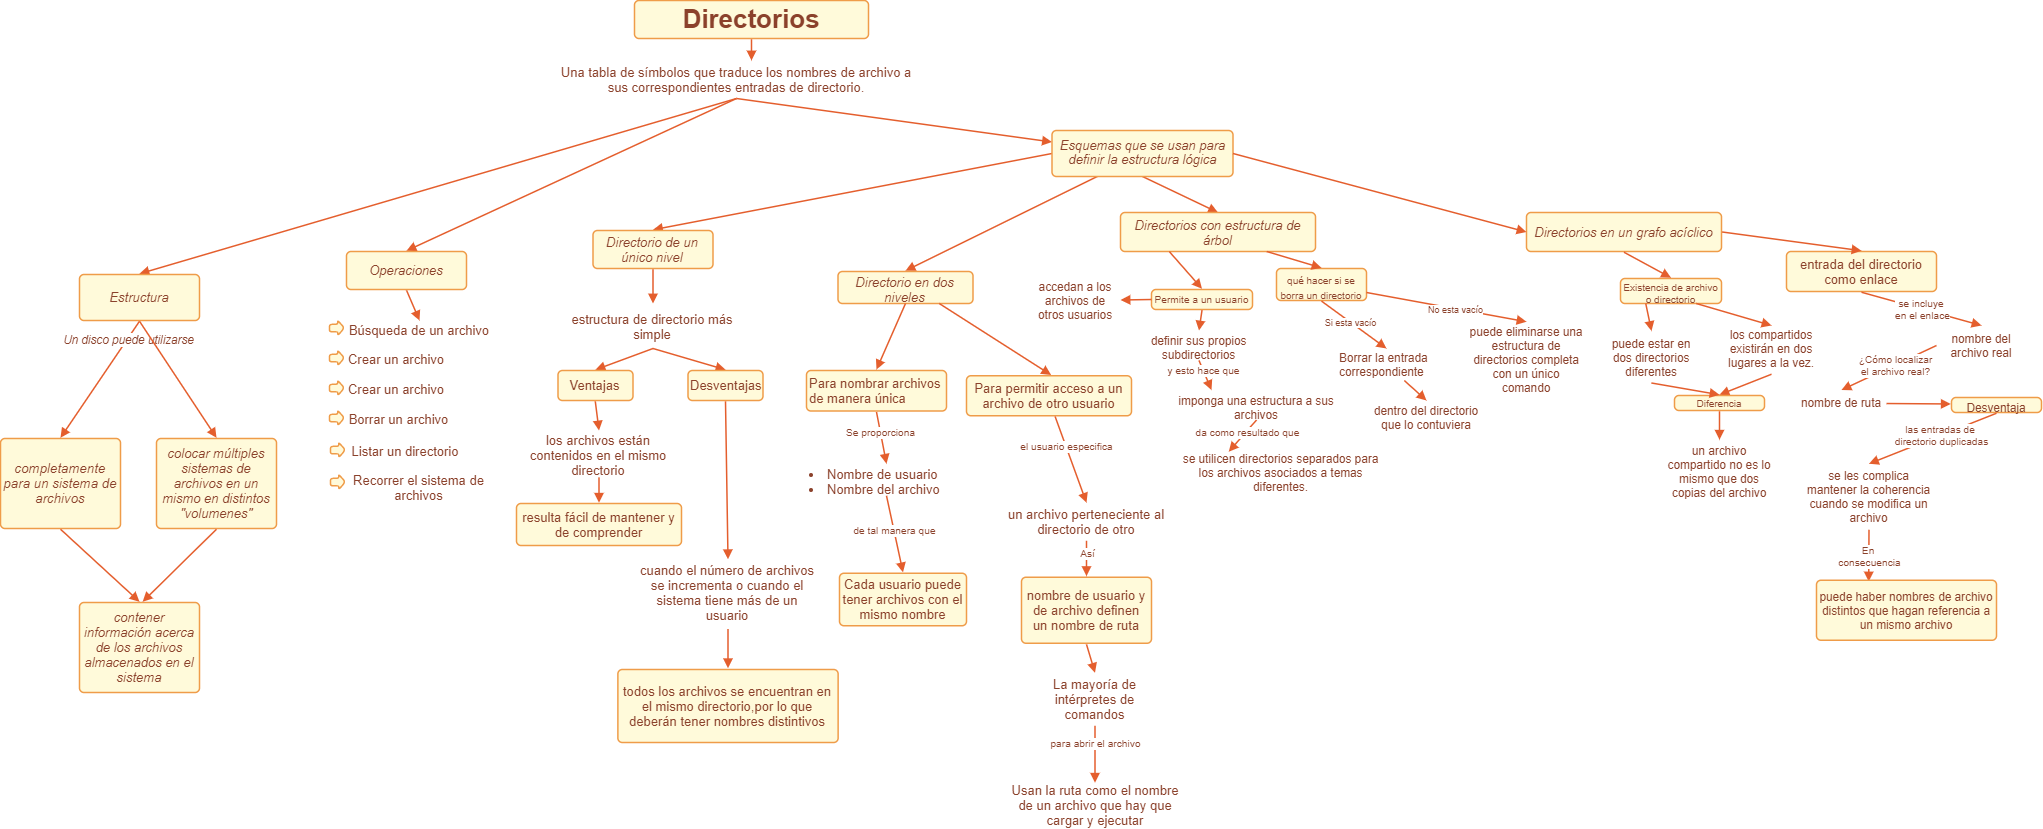 Directorios
Una tabla de símbolos que traduce los nombres de archivo a
sus correspondientes entradas de directorio.
Estructura
Un disco puede utilizarse
completamente
para un sistema de
archivos
colocar múltiples
sistemas de
archivos en un
mismo en distintos
"volumenes"
contener
información acerca
de los archivos
almacenados en el
sistema
Operaciones
Búsqueda de un archivo
Crear un archivo
Crear un archivo
Borrar un archivo
Listar un directorio
Recorrer el sistema de
archivos
Esquemas que se usan para
definir la estructura lógica
Directorio de un
único nivel
estructura de directorio más
simple
Ventajas
los archivos están
contenidos en el mismo
directorio
resulta fácil de mantener y
de comprender
Desventajas
cuando el número de archivos
se incrementa o cuando el
sistema tiene más de un
usuario
todos los archivos se encuentran en
el mismo directorio,por lo que
deberán tener nombres distintivos
Directorio en dos
niveles
Para nombrar archivos
de manera única
Se proporciona
• Nombre de usuario
• Nombre del archivo
de tal manera que
Cada usuario puede
tener archivos con el
mismo nombre
Para permitir acceso a un
archivo de otro usuario
el usuario especifica
un archivo perteneciente al
directorio de otro
Así
nombre de usuario y
de archivo definen
un nombre de ruta
La mayoría de
intérpretes de
comandos
para abrir el archivo
Usan la ruta como el nombre
de un archivo que hay que
cargar y ejecutar
Directorios con estructura de
árbol
Permite a un usuario
accedan a los
archivos de
otros usuarios
definir sus propios
subdirectorios
y esto hace que
imponga una estructura a sus
archivos
da como resultado que
se utilicen directorios separados para
los archivos asociados a temas
diferentes.
qué hacer si se
borra un directorio
Si esta vacío
Borrar la entrada
correspondiente
dentro del directorio
que lo contuviera
No esta vacío
puede eliminarse una
estructura de
directorios completa
con un único
comando
Directorios en un grafo acíclico
Existencia de archivo
o directorio
puede estar en
dos directorios
diferentes
los compartidos
existirán en dos
lugares a la vez.
Diferencia
un archivo
compartido no es lo
mismo que dos
copias del archivo
entrada del directorio
como enlace
se incluye
en el enlace
nombre del
archivo real
¿Cómo localizar
el archivo real?
nombre de ruta
Desventaja
las entradas de
directorio duplicadas
se les complica
mantener la coherencia
cuando se modifica un
archivo
En
consecuencia
puede haber nombres de archivo
distintos que hagan referencia a
un mismo archivo